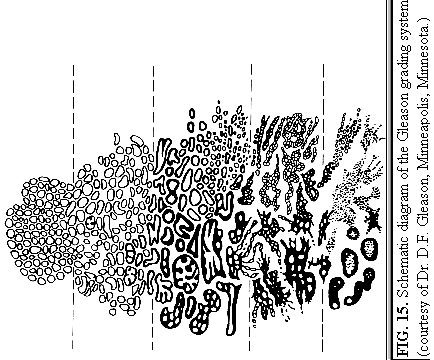 FIG. 15. Schematic diagram of the Gleason grading system
(courtesy of Dr. D.F. Gleason, Minneapolis, Minnesota.)